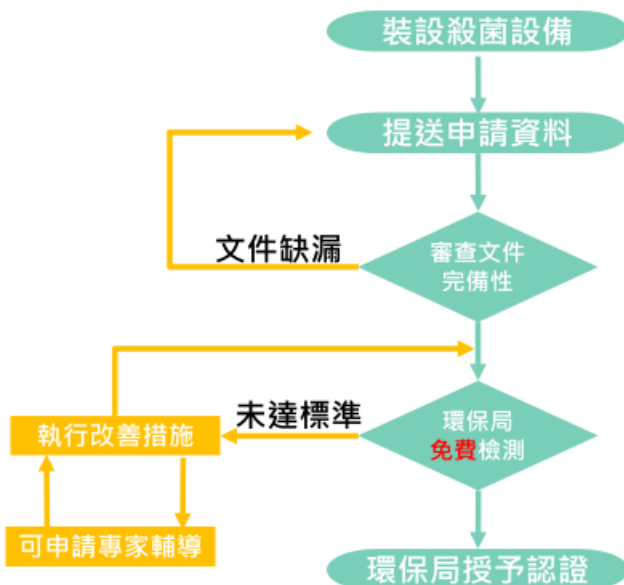 裝設殺菌設備
提送申請資料
文件缺漏
審查文件
完備性
未達標準
環保局
免費檢測
執行改善措施
可申請專家輔導
環保局授予認證